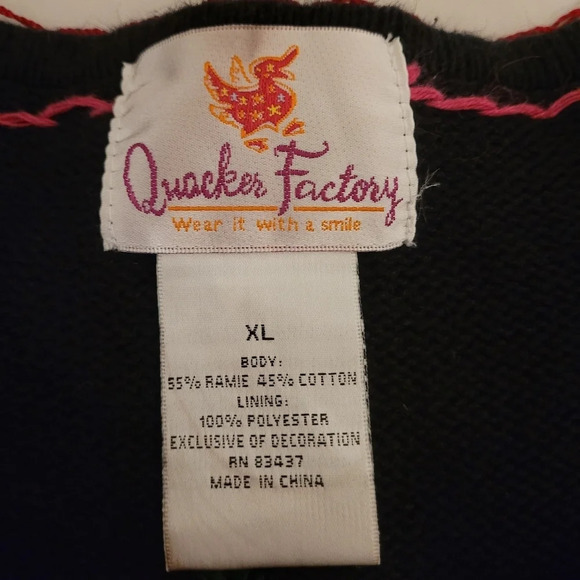 Quacker Factory
Wear it with a smile
XL
BODY:
55% RAMIE 45% COTTON
LINING:
100% POLYESTER
EXCLUSIVE OF DECORATION
RN 83437
MADE IN CHINA